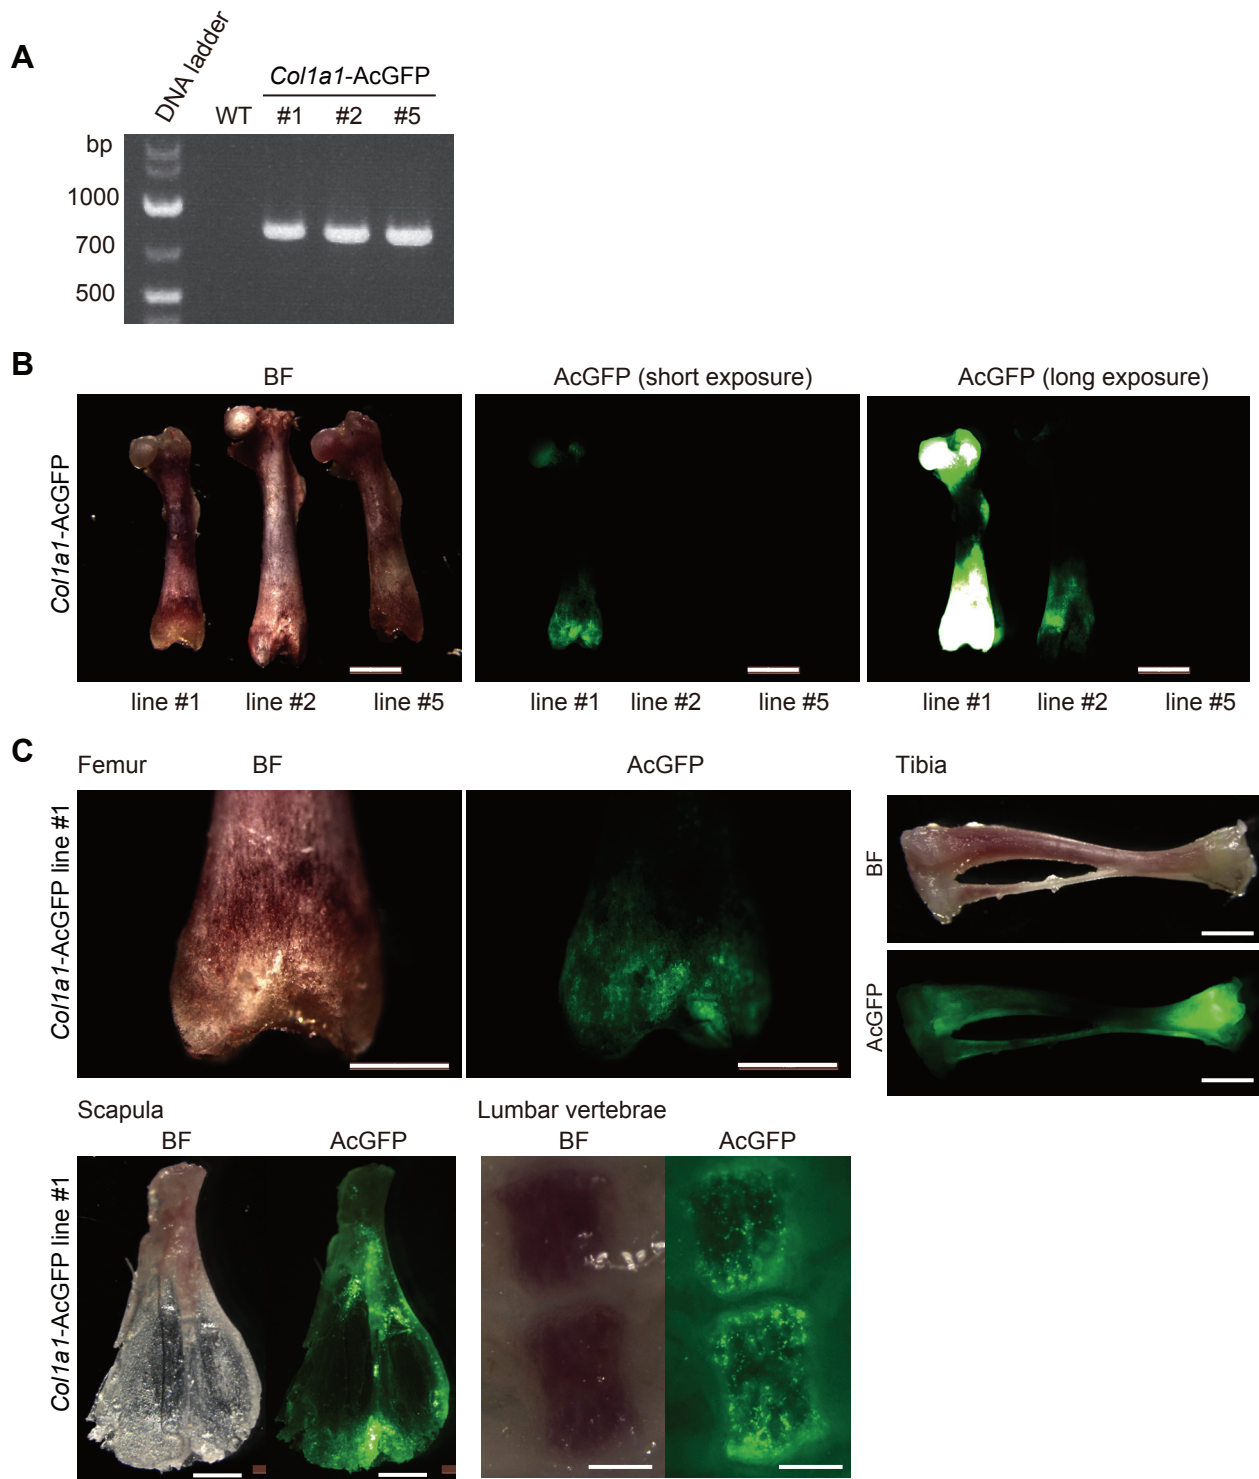 A
DNA ladder
Col1a1-AcGFP
WT #1 #2 #5
bp
1000
700
500
B
BF AcGFP (short exposure) AcGFP (long exposure)
Col1a1-AcGFP
line #1 line #2 line #5 line #1 line #2 line #5 line #1 line #2 line #5
C
Femur BF AcGFP Tibia
Col1a1-AcGFP line #1
BF
AcGFP
Scapula Lumbar vertebrae
BF AcGFP BF AcGFP
Col1a1-AcGFP line #1